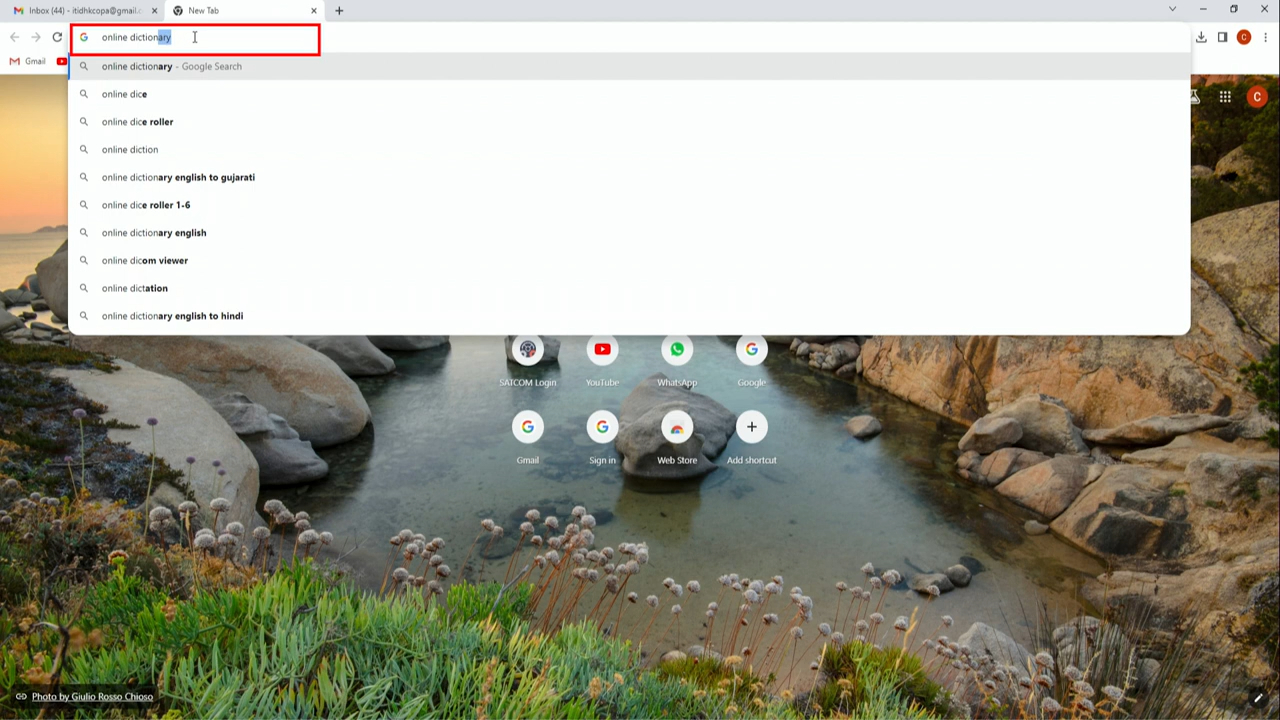 Inbox (44) - itidhkcopa@gmail.c
New Tab
online dictionary
Gmail
online dictionary - Google Search
online dice
online dice roller
online diction
online dictionary english to gujarati
online dice roller 1-6
online dictionary english
online dicom viewer
online dictation
online dictionary english to hindi
C
C
SATCOM Login
YouTube
WhatsApp
Google
Gmail
Sign in
Web Store
Add shortcut
Photo by Giulio Rosso Chioso